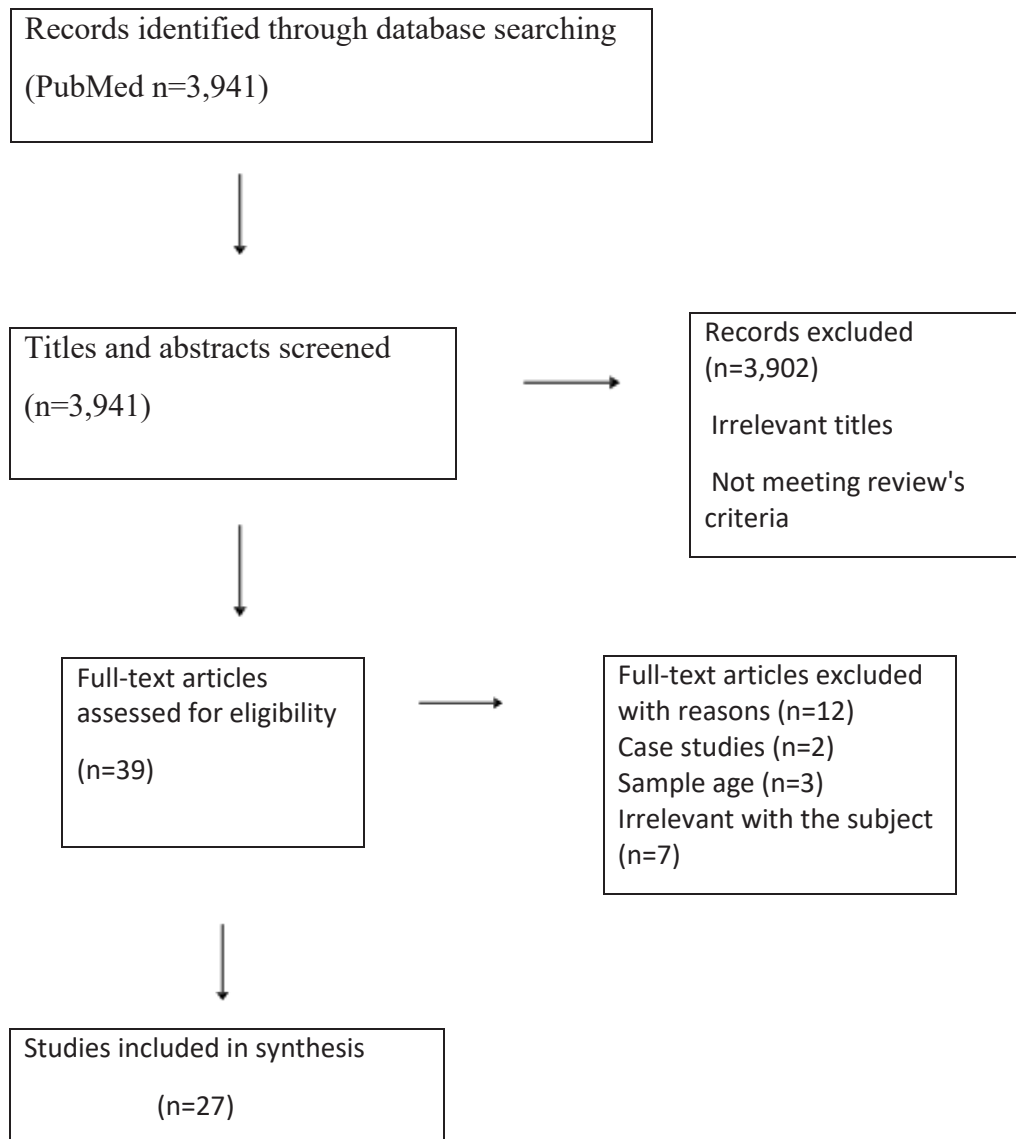 Records identified through database searching
(PubMed n=3,941)
Titles and abstracts screened
(n=3,941)
Records excluded
(n=3,902)
Irrelevant titles
Not meeting review's
criteria
Full-text articles
assessed for eligibility
(n=39)
Full-text articles excluded
with reasons (n=12)
Case studies (n=2)
Sample age (n=3)
Irrelevant with the subject
(n=7)
Studies included in synthesis
(n=27)